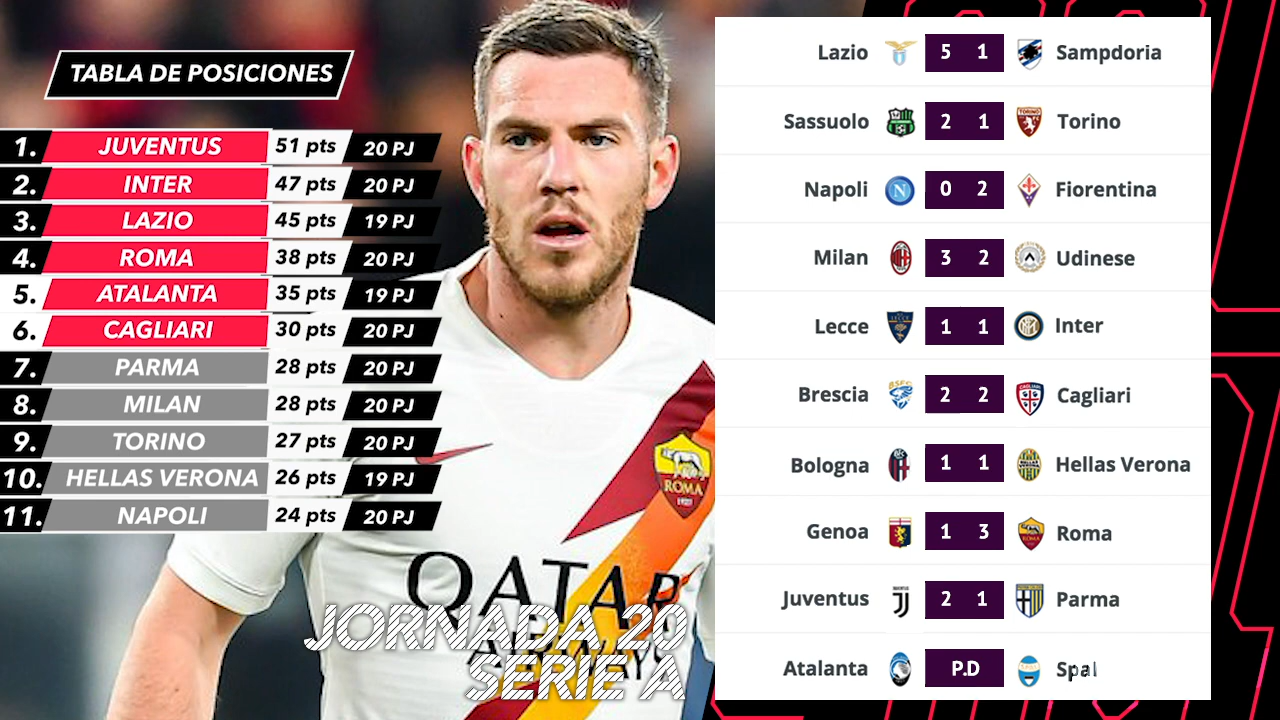 TABLA DE POSICIONES
1. JUVENTUS 51 pts 20 PJ
2. INTER 47 pts 20 PJ
3. LAZIO 45 pts 19 PJ
4. ROMA 38 pts 20 PJ
5. ATALANTA 35 pts 19 PJ
6. CAGLIARI 30 pts 20 PJ
7. PARMA 28 pts 20 PJ
8. MILAN 28 pts 20 PJ
9. TORINO 27 pts 20 PJ
10. HELLAS VERONA 26 pts 19 PJ
11. NAPOLI 24 pts 20 PJ
ROMA
1927
QATAR
JORNADA 20
SERIE A
Lazio 5 1 Sampdoria
Sassuolo 2 1 Torino
Napoli 0 2 Fiorentina
Milan 3 2 Udinese
Lecce 1 1 Inter
Brescia 2 2 Cagliari
Bologna 1 1 Hellas Verona
Genoa 1 3 Roma
Juventus 2 1 Parma
Atalanta P.D Spal